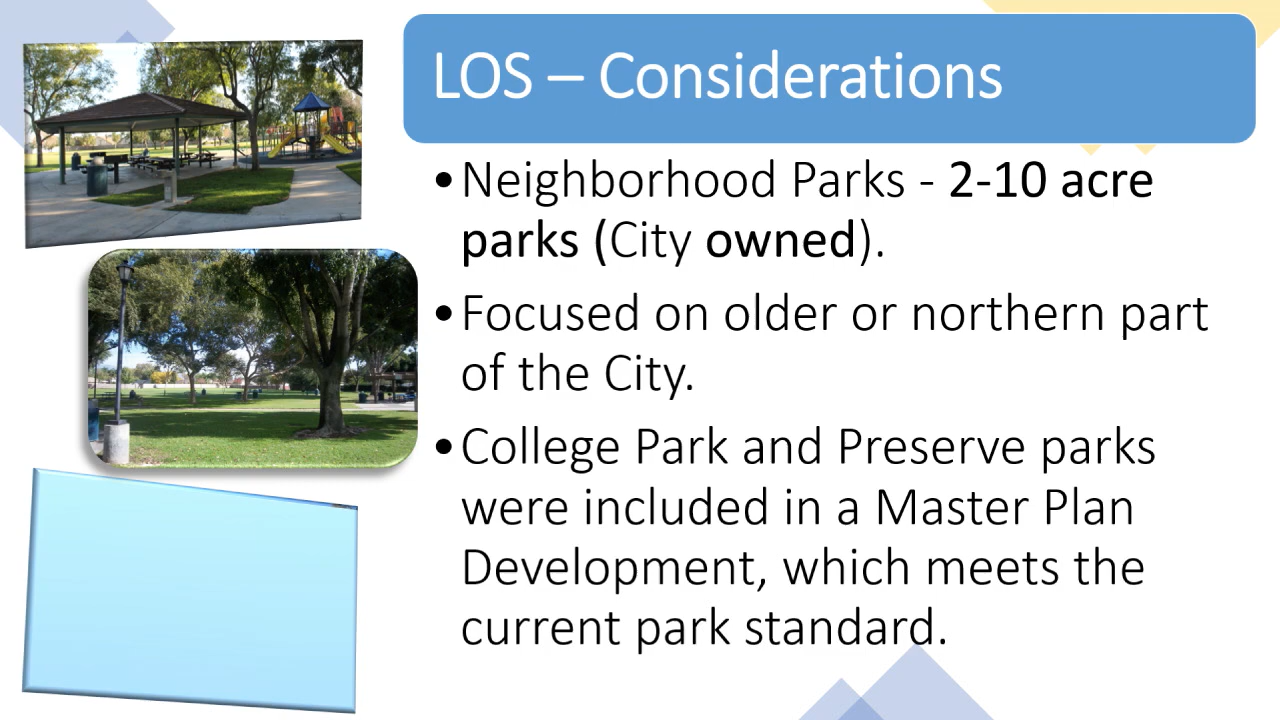 LOS – Considerations
•Neighborhood Parks - 2-10 acre
parks (City owned).
•Focused on older or northern part
of the City.
•College Park and Preserve parks
were included in a Master Plan
Development, which meets the
current park standard.